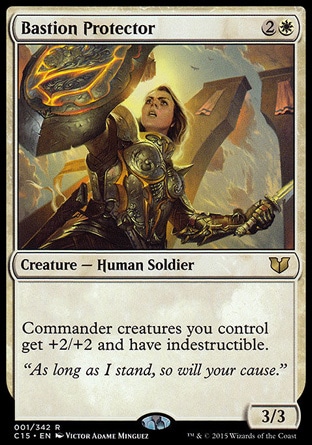 Bastion Protector 2
Creature — Human Soldier
Commander creatures you control
get +2/+2 and have indestructible.
“As long as I stand, so will your cause.”
3/3
001/342 R
C15 • EN Victor Adame Minguez
™ & © 2015 Wizards of the Coast